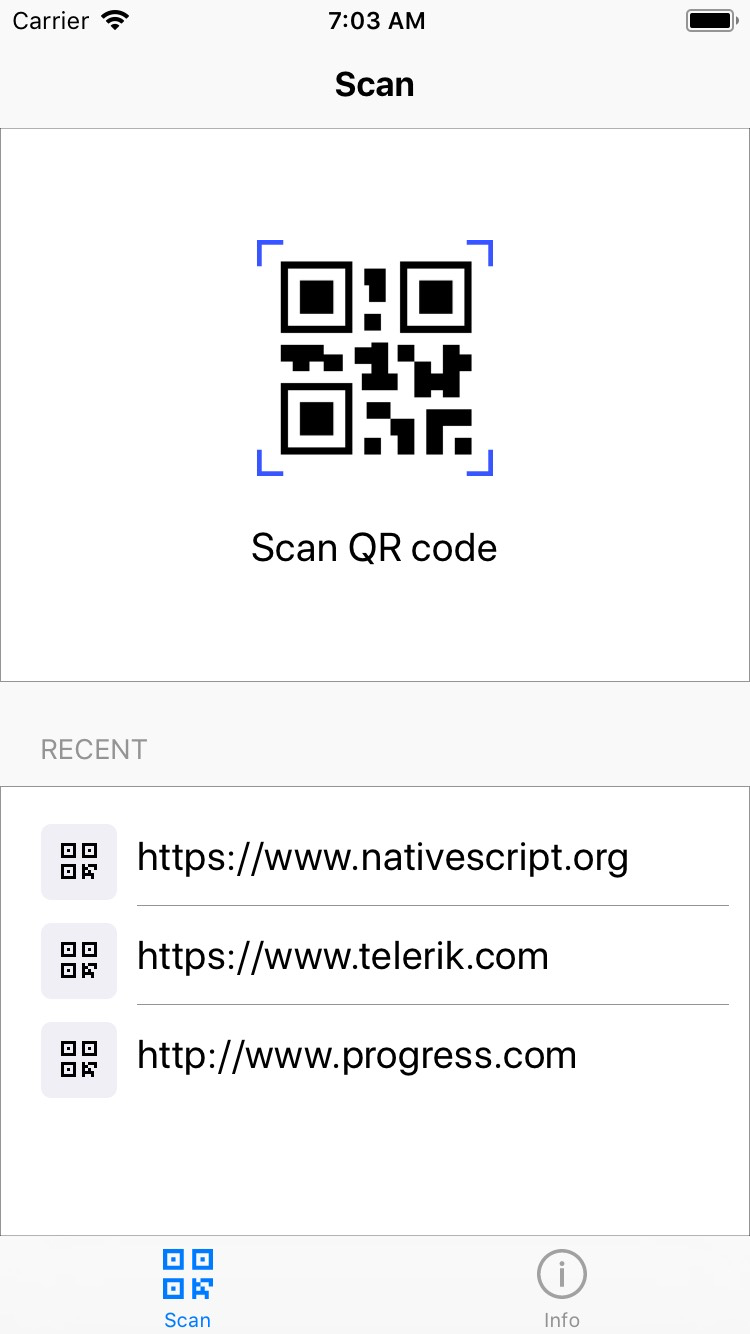 Carrier 7:03 AM
Scan
Scan QR code
RECENT
https://www.nativescript.org
https://www.telerik.com
http://www.progress.com
Scan Info